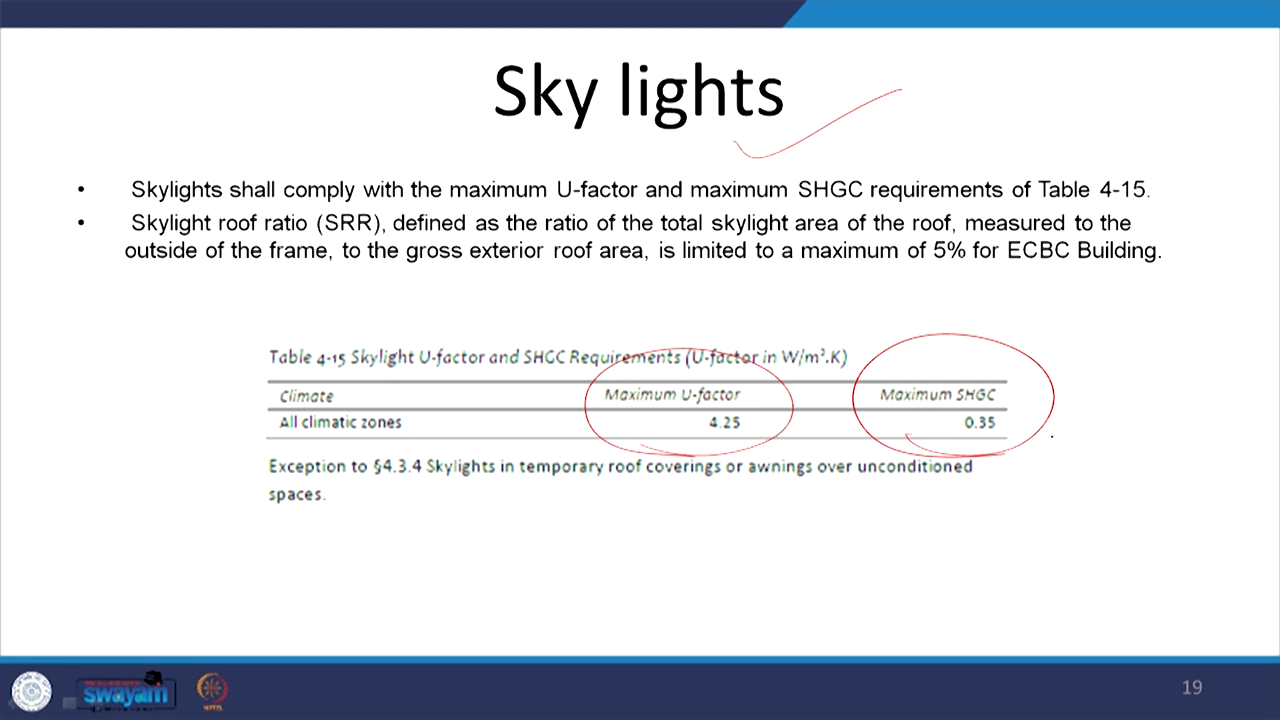 Sky lights
• Skylights shall comply with the maximum U-factor and maximum SHGC requirements of Table 4-15.
• Skylight roof ratio (SRR), defined as the ratio of the total skylight area of the roof, measured to the
outside of the frame, to the gross exterior roof area, is limited to a maximum of 5% for ECBC Building.
Table 4-15 Skylight U-factor and SHGC Requirements (U-factor in W/m².K)
Climate Maximum U-factor Maximum SHGC
All climatic zones 4.25 0.35
Exception to §4.3.4 Skylights in temporary roof coverings or awnings over unconditioned
spaces.
swayam
19